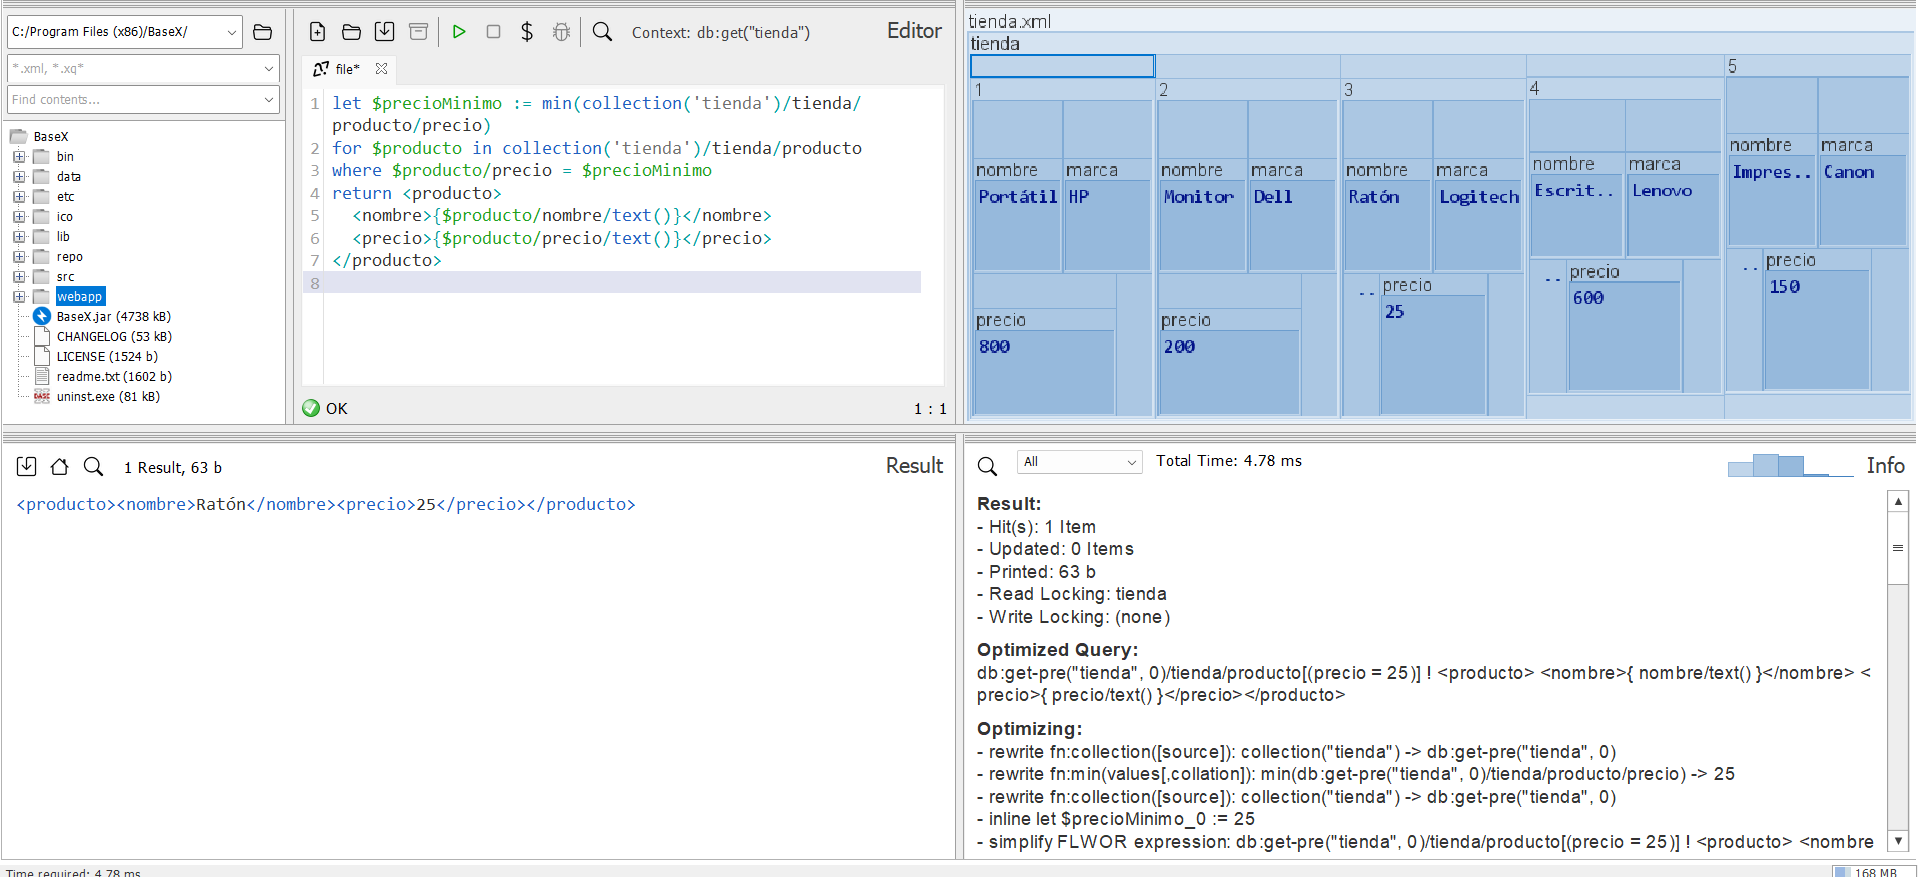 C:/Program Files (x86)/BaseX/
*.xml, *.xq*
Find contents...
BaseX
bin
data
etc
ico
lib
repo
src
webapp
BaseX.jar (4738 kB)
CHANGELOG (53 kB)
LICENSE (1524 b)
readme.txt (1602 b)
uninst.exe (81 kB)
Context: db:get("tienda")
Editor
file*
1 let $precioMinimo := min(collection('tienda')/tienda/
producto/precio)
2 for $producto in collection('tienda')/tienda/producto
3 where $producto/precio = $precioMinimo
4 return <producto>
5 <nombre>{$producto/nombre/text()}</nombre>
6 <precio>{$producto/precio/text()}</precio>
7 </producto>
8
OK
1 : 1
tienda.xml
tienda
1
nombre
Portátil
marca
HP
precio
800
2
nombre
Monitor
marca
Dell
precio
200
3
nombre
Ratón
marca
Logitech
..
precio
25
4
nombre
Escrit..
marca
Lenovo
..
precio
600
5
nombre
Impres..
marca
Canon
..
precio
150
1 Result, 63 b
Result
<producto><nombre>Ratón</nombre><precio>25</precio></producto>
All
Total Time: 4.78 ms
Info
Result:
- Hit(s): 1 Item
- Updated: 0 Items
- Printed: 63 b
- Read Locking: tienda
- Write Locking: (none)
Optimized Query:
db:get-pre("tienda", 0)/tienda/producto[(precio = 25)] ! <producto> <nombre>{ nombre/text() }</nombre> <
precio>{ precio/text() }</precio></producto>
Optimizing:
- rewrite fn:collection([source]): collection("tienda") -> db:get-pre("tienda", 0)
- rewrite fn:min(values[,collation]): min(db:get-pre("tienda", 0)/tienda/producto/precio) -> 25
- rewrite fn:collection([source]): collection("tienda") -> db:get-pre("tienda", 0)
- inline let $precioMinimo_0 := 25
- simplify FLWOR expression: db:get-pre("tienda", 0)/tienda/producto[(precio = 25)] ! <producto> <nombre
Time required: 4.78 ms
168 MB